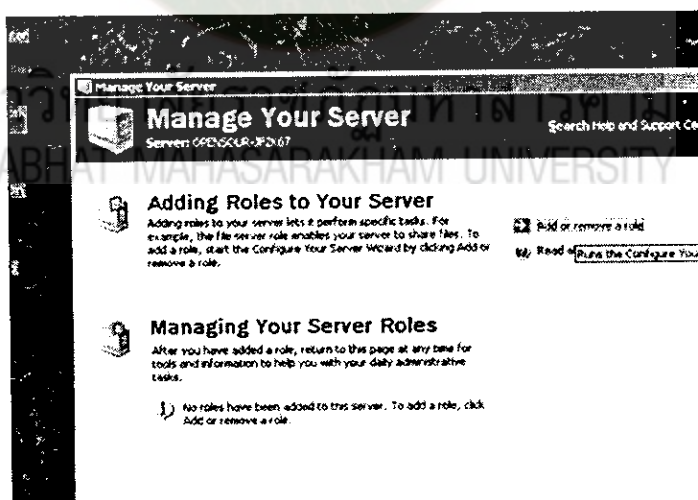 Manage Your Server
Manage Your Server
Server:
Search Help and Support
MAHASARAKHAM UNIVERSITY
Adding Roles to Your Server
Adding roles to your server lets it perform specific tasks. For
example, the file server role enables your server to share files. To
add a role, start the Configure Your Server Wizard by clicking Add or
remove a role.
Add or remove a role
Read
Runs the Configure You
Managing Your Server Roles
After you have added a role, return to this page at any time for
tools and information to help you with your daily administrative
tasks.
No roles have been added to this server. To add a role, click
Add or remove a role.